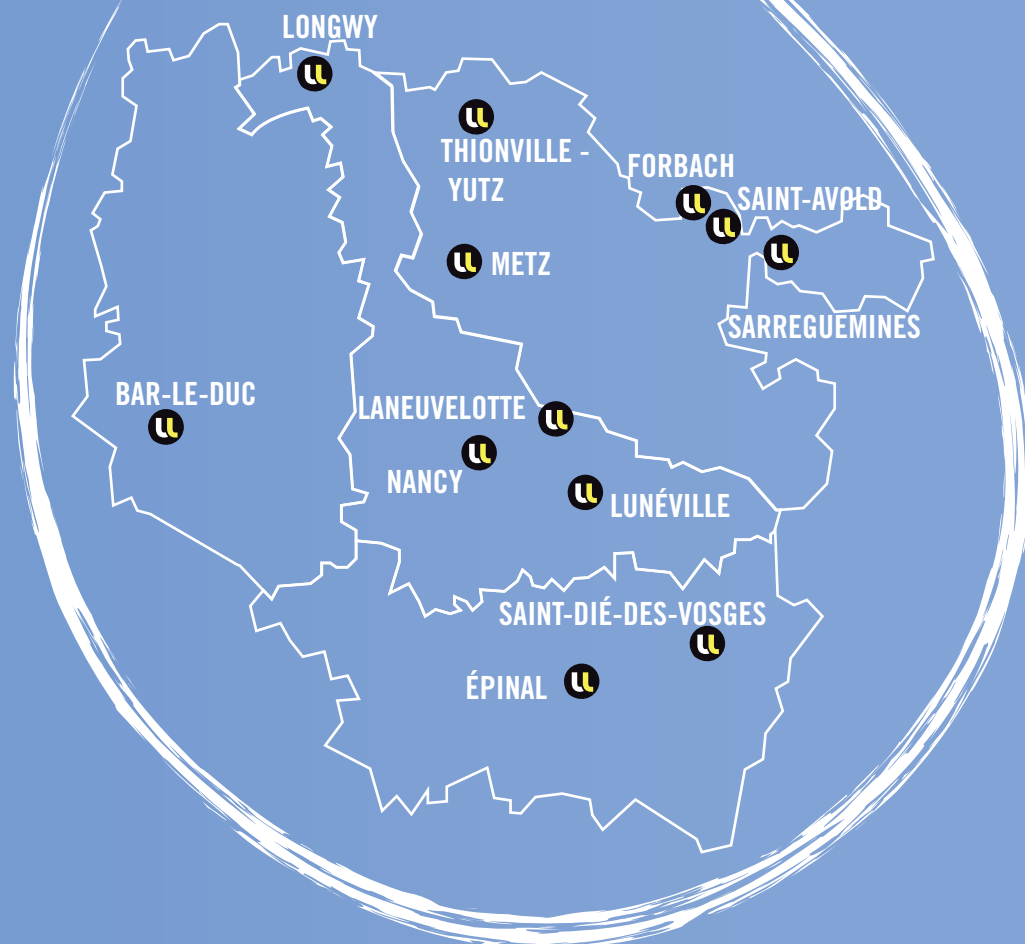 LONGWY
THIONVILLE -
YUTZ
FORBACH
SAINT-AVOLD
METZ
SARREGUEMINES
BAR-LE-DUC
LANEUVELOTTE
NANCY
LUNÉVILLE
SAINT-DIÉ-DES-VOSGES
ÉPINAL